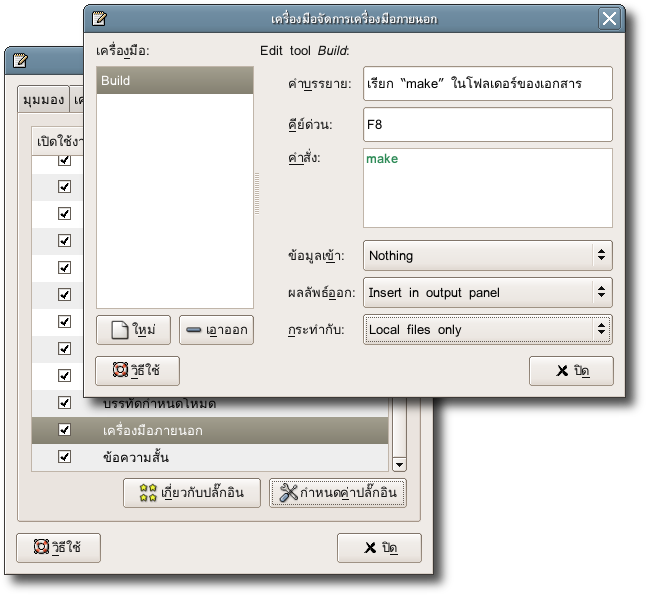 เครื่องมือจัดการเครื่องมือภายนอก
เครื่องมือ:
Build
ใหม่
เอาออก
Edit tool Build:
คำบรรยาย: เรียก “make” ในโฟลเดอร์ของเอกสาร
คีย์ด่วน: F8
คำสั่ง: make
ข้อมูลเข้า: Nothing
ผลลัพธ์ออก: Insert in output panel
กระทำกับ: Local files only
วิธีใช้
ปิด
มุมมอง
เปิดใช้งา
บรรทัดกำหนดโหมด
เครื่องมือภายนอก
ข้อความสั้น
เกี่ยวกับปลั๊กอิน
กำหนดค่าปลั๊กอิน
วิธีใช้
ปิด